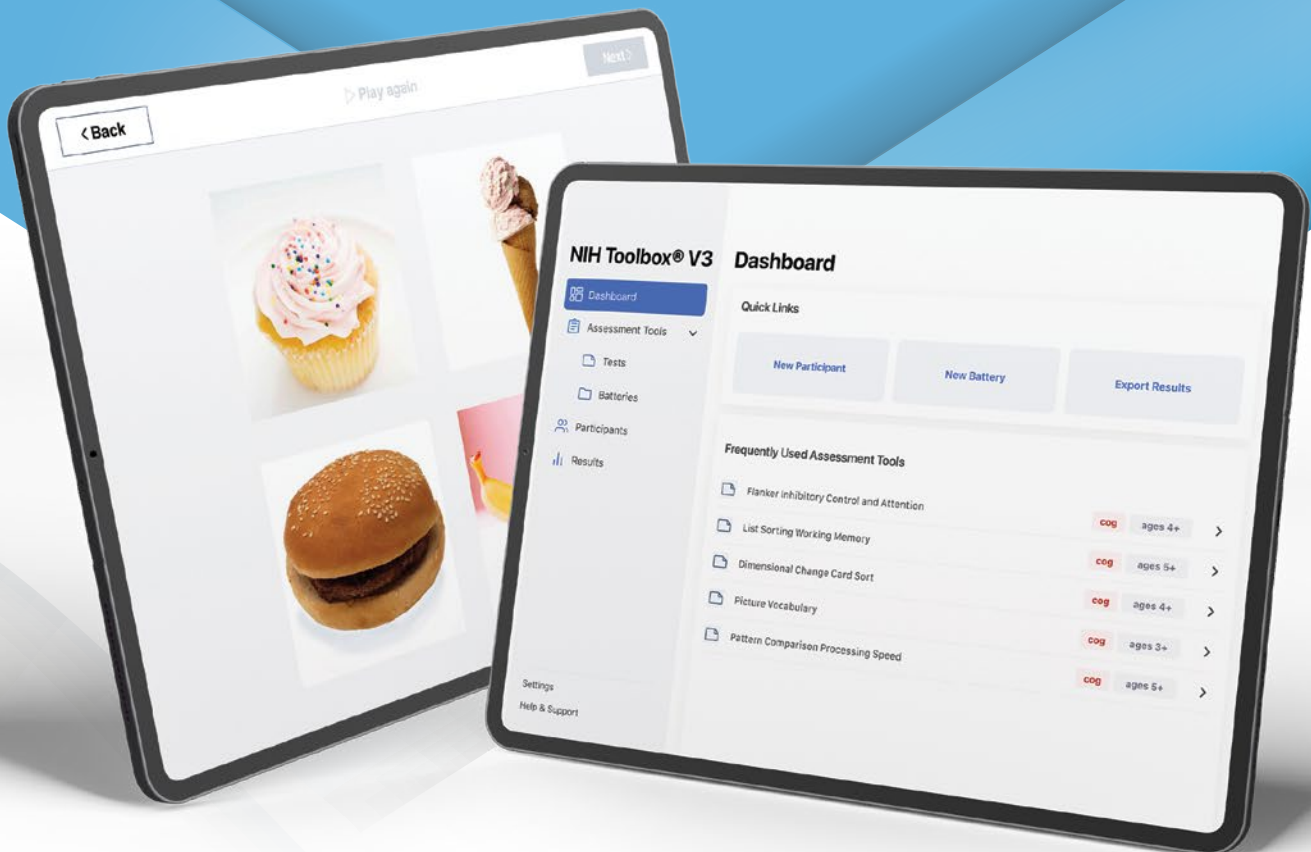 < Back
Play again
Next >
NIH Toolbox® V3
Dashboard
Assessment Tools
Tests
Batteries
Participants
Results
Settings
Help & Support
Dashboard
Quick Links
New Participant
New Battery
Export Results
Frequently Used Assessment Tools
Flanker Inhibitory Control and Attention
cog ages 4+ >
List Sorting Working Memory
cog ages 5+ >
Dimensional Change Card Sort
cog ages 4+ >
Picture Vocabulary
cog ages 3+ >
Pattern Comparison Processing Speed
cog ages 5+ >